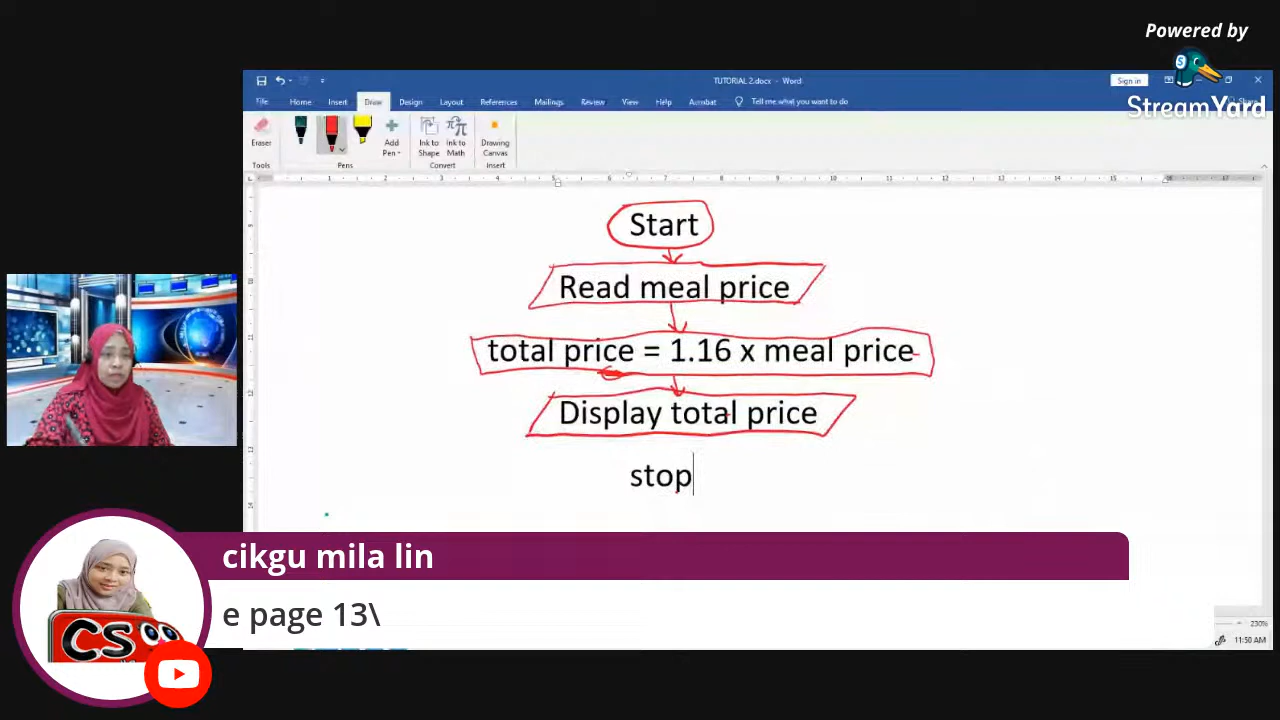 Powered by
StreamYard
TUTORIAL 2.docx - Word
Sign in
File Home Insert Draw Design Layout References Mailings Review View Help Acrobat Tell me what you want to do
Eraser
Add Pen
Ink to Shape
Ink to Math
Drawing Canvas
Tools
Pens
Convert
Insert
Start
Read meal price
total price = 1.16 x meal price
Display total price
stop
cikgu mila lin
e page 13\
CS
230%
11:50 AM